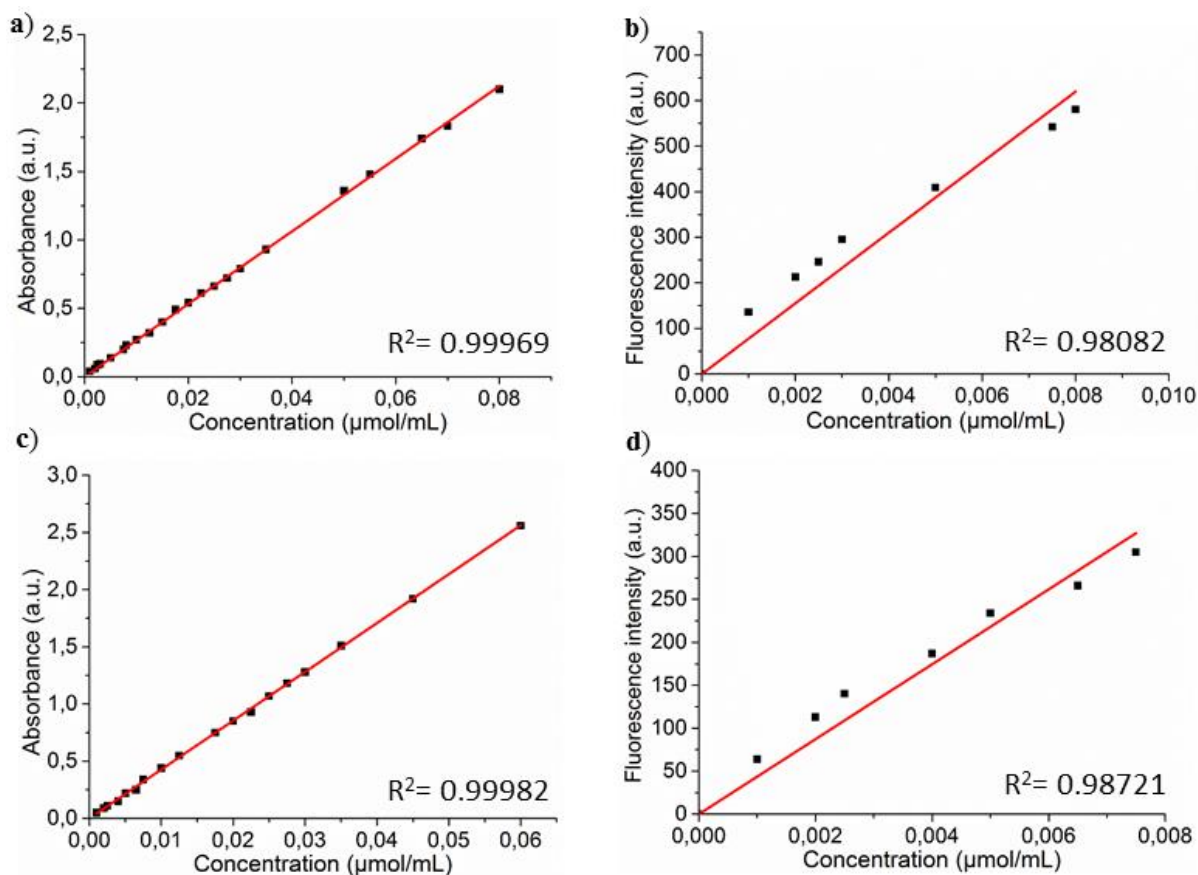 a)
2,5
2,0
1,5
1,0
0,5
0,0
Absorbance (a.u.)
R²= 0.99969
0,00 0,02 0,04 0,06 0,08
Concentration (µmol/mL)
b)
700
600
500
400
300
200
100
0
Fluorescence intensity (a.u.)
R²= 0.98082
0,000 0,002 0,004 0,006 0,008 0,010
Concentration (µmol/mL)
c)
3,0
2,5
2,0
1,5
1,0
0,5
0,0
Absorbance (a.u.)
R²= 0.99982
0,00 0,01 0,02 0,03 0,04 0,05 0,06
Concentration (µmol/mL)
d)
400
350
300
250
200
150
100
50
0
Fluorescence intensity (a.u.)
R²= 0.98721
0,000 0,002 0,004 0,006 0,008
Concentration (µmol/mL)